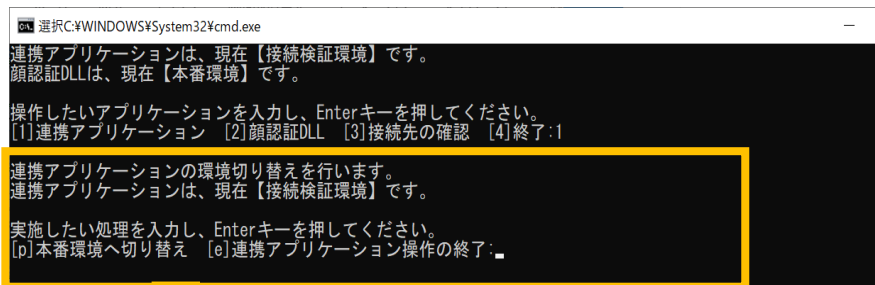 選択C:¥WINDOWS¥System32¥cmd.exe
連携アプリケーションは、現在【接続検証環境】です。
顔認証DLLは、現在【本番環境】です。
操作したいアプリケーションを入力し、Enterキーを押してください。
[1]連携アプリケーション [2]顔認証DLL [3]接続先の確認 [4]終了:1
連携アプリケーションの環境切り替えを行います。
連携アプリケーションは、現在【接続検証環境】です。
実施したい処理を入力し、Enterキーを押してください。
[p]本番環境へ切り替え [e]連携アプリケーション操作の終了: